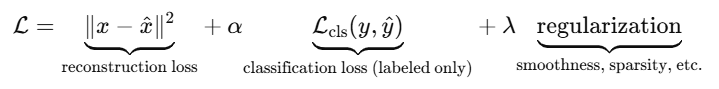 ℒ = ‖x − x̂‖² + α ℒ_cls(y, ŷ) + λ regularization
reconstruction loss classification loss (labeled only) smoothness, sparsity, etc.